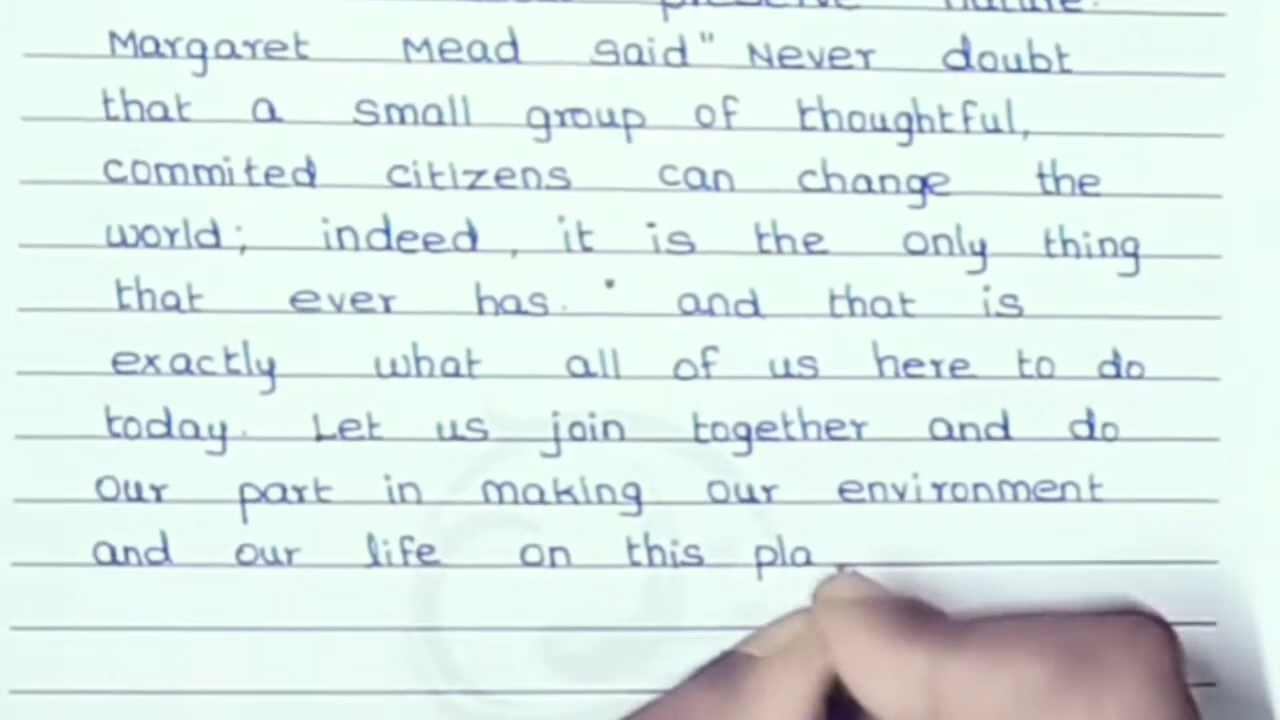 preserve nature.
Margaret Mead said" Never doubt
that a small group of thoughtful,
commited citizens can change the
world; indeed, it is the only thing
that ever has. " and that is
exactly what all of us here to do
today. Let us join together and do
our part in making our environment
and our life on this pla